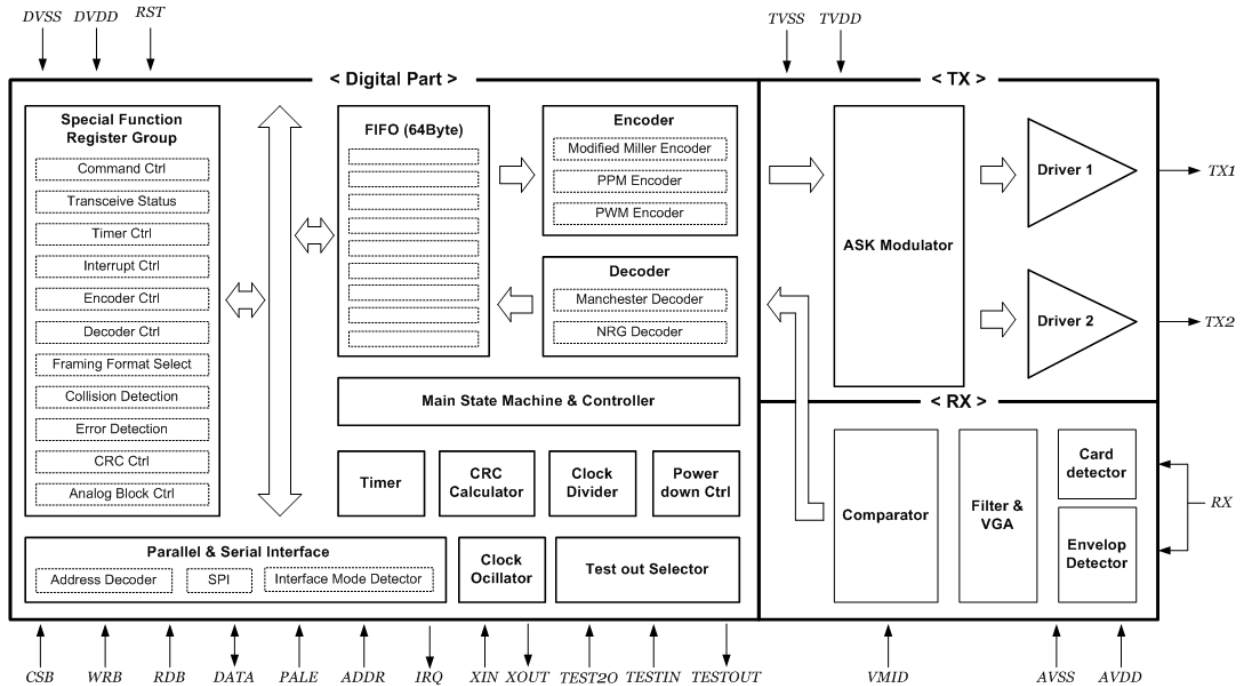 DVSS DVDD RST TVSS TVDD
< Digital Part >
< TX >
Special Function
Register Group
Command Ctrl
Transceive Status
Timer Ctrl
Interrupt Ctrl
Encoder Ctrl
Decoder Ctrl
Framing Format Select
Collision Detection
Error Detection
CRC Ctrl
Analog Block Ctrl
FIFO (64Byte)
Encoder
Modified Miller Encoder
PPM Encoder
PWM Encoder
Decoder
Manchester Decoder
NRG Decoder
Main State Machine & Controller
Timer
CRC
Calculator
Clock
Divider
Power
down Ctrl
Parallel & Serial Interface
Address Decoder
SPI
Interface Mode Detector
Clock
Ocillator
Test out Selector
ASK Modulator
Driver 1
TX1
Driver 2
TX2
< RX >
Comparator
Filter &
VGA
Card
detector
Envelop
Detector
RX
CSB WRB RDB DATA PALE ADDR IRQ XIN XOUT TEST2O TESTIN TESTOUT VMID AVSS AVDD